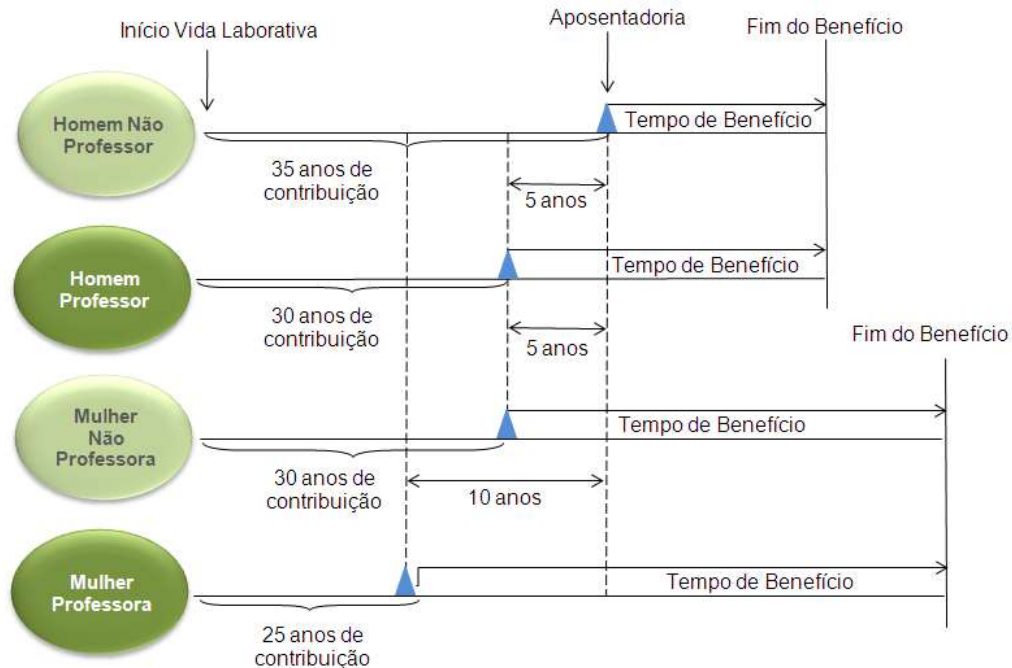 Início Vida Laborativa
Aposentadoria
Fim do Benefício
Homem Não
Professor
Tempo de Benefício
35 anos de
contribuição
5 anos
Homem
Professor
Tempo de Benefício
30 anos de
contribuição
5 anos
Fim do Benefício
Mulher
Não
Professora
Tempo de Benefício
30 anos de
contribuição
10 anos
Mulher
Professora
Tempo de Benefício
25 anos de
contribuição